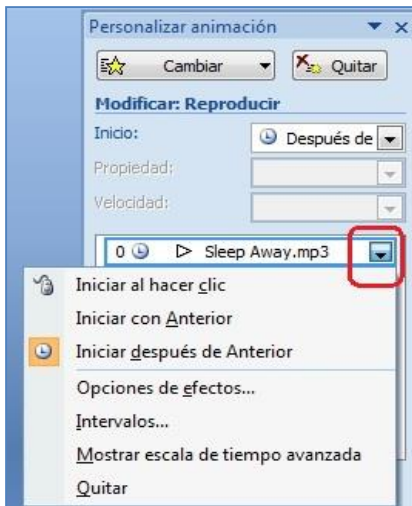 Personalizar animación
Cambiar Quitar
Modificar: Reproducir
Inicio: Después de
Propiedad:
Velocidad:
0 Sleep Away.mp3
Iniciar al hacer clic
Iniciar con Anterior
Iniciar después de Anterior
Opciones de efectos...
Intervalos...
Mostrar escala de tiempo avanzada
Quitar